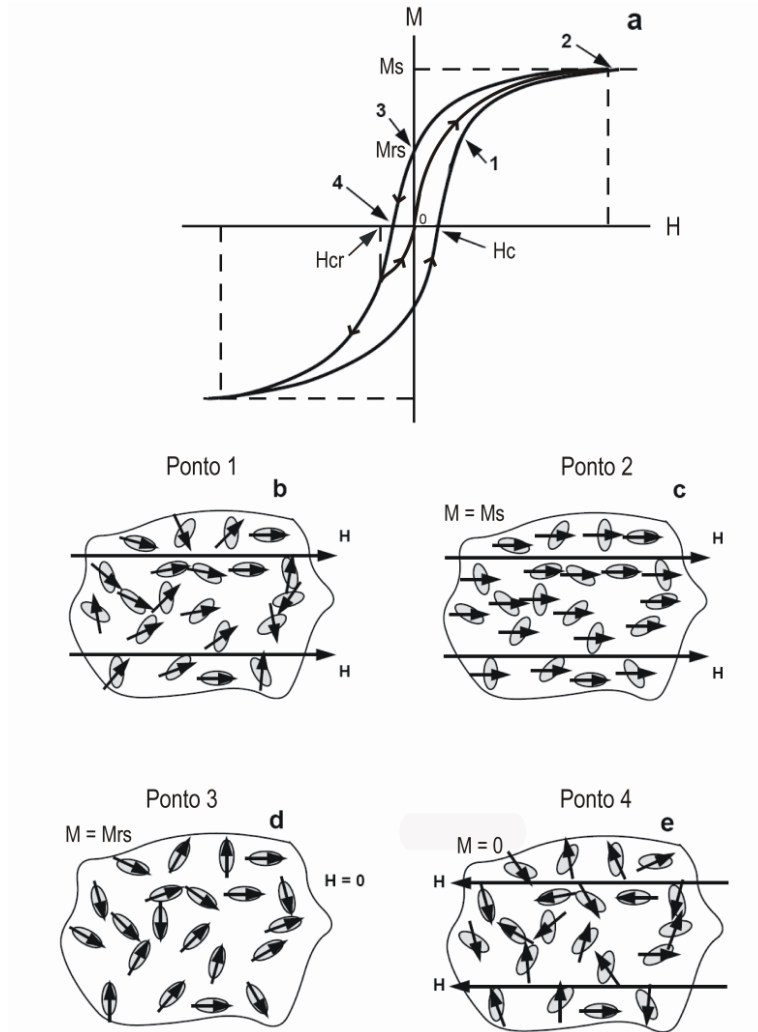 M
a
2
Ms
3
Mrs
1
4
0
H
Hcr
Hc
Ponto 1
b
H
H
Ponto 2
c
M = Ms
H
H
Ponto 3
d
M = Mrs
H = 0
Ponto 4
e
M = 0
H
H